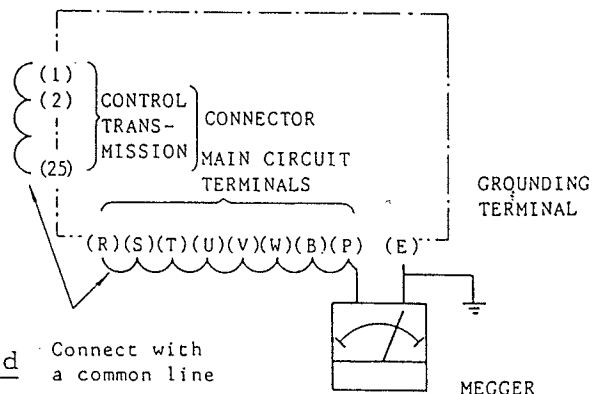 (1)
(2)
(25)
CONTROL
TRANS-
MISSION
CONNECTOR
MAIN CIRCUIT
TERMINALS
GROUNDING
TERMINAL
(R)(S)(T)(U)(V)(W)(B)(P) (E)
d
Connect with
a common line
MEGGER